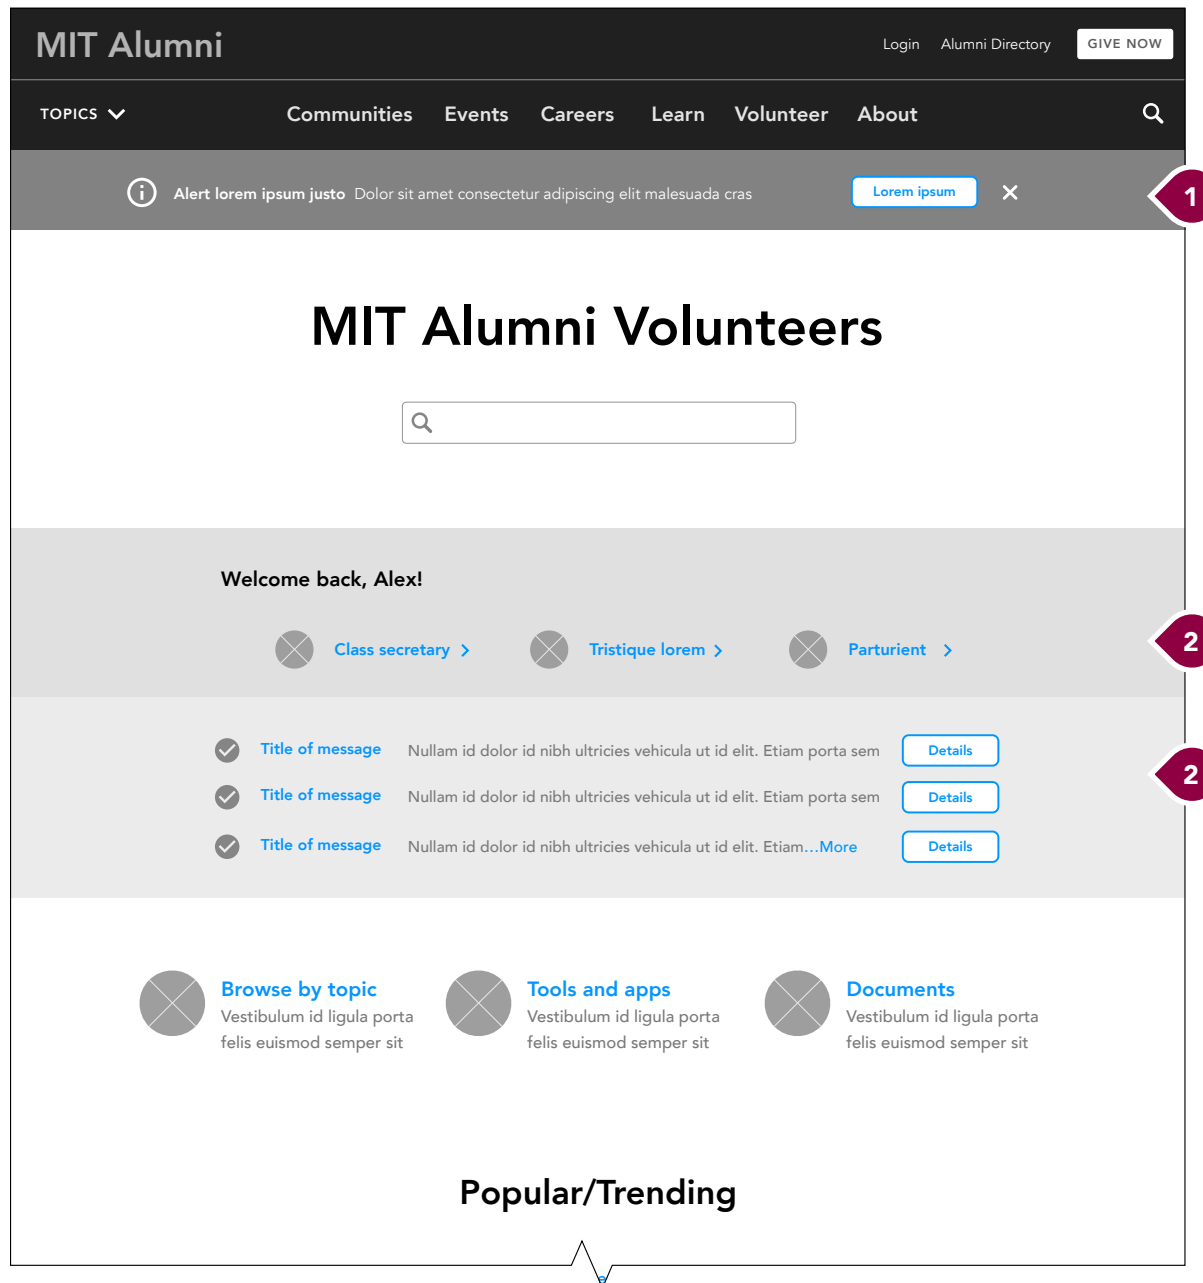 MIT Alumni
Login Alumni Directory GIVE NOW
TOPICS Communities Events Careers Learn Volunteer About
Alert lorem ipsum justo Dolor sit amet consectetur adipiscing elit malesuada cras Lorem ipsum
1
MIT Alumni Volunteers
Welcome back, Alex!
Class secretary Tristique lorem Parturient
2
Title of message Nullam id dolor id nibh ultricies vehicula ut id elit. Etiam porta sem Details
2
Title of message Nullam id dolor id nibh ultricies vehicula ut id elit. Etiam porta sem Details
Title of message Nullam id dolor id nibh ultricies vehicula ut id elit. Etiam...More Details
Browse by topic
Vestibulum id ligula porta
felis euismod semper sit
Tools and apps
Vestibulum id ligula porta
felis euismod semper sit
Documents
Vestibulum id ligula porta
felis euismod semper sit
Popular/Trending